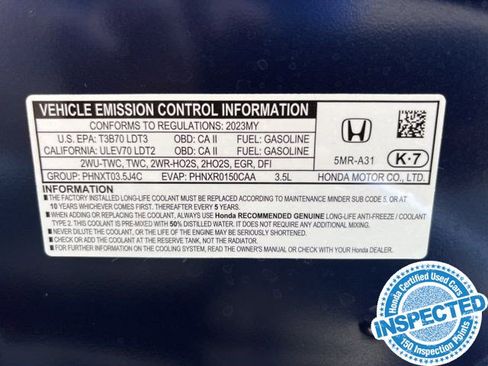 VEHICLE EMISSION CONTROL INFORMATION
CONFORMS TO REGULATIONS: 2023MY
U.S. EPA: T3B70 LDT3 OBD: CA II FUEL: GASOLINE
CALIFORNIA: ULEV70 LDT2 OBD: CA II FUEL: GASOLINE
2WU-TWC, TWC, 2WR-HO2S, 2HO2S, EGR, DFI
GROUP: PHNXT03.5J4C EVAP: PHNXR0150CAA 3.5L
5MR-A31
K·7
HONDA MOTOR CO., LTD.
■ THE FACTORY INSTALLED LONG-LIFE COOLANT MUST BE REPLACED ACCORDING TO MAINTENANCE MINDER SUB CODE 5, OR AT
10 YEARS WHICHEVER COMES FIRST. THEREAFTER EVERY 5 YEARS.
■ WHEN ADDING OR REPLACING THE COOLANT, ALWAYS USE Honda RECOMMENDED GENUINE LONG-LIFE ANTI-FREEZE / COOLANT
TYPE 2. THIS COOLANT IS PRE-MIXED WITH 50% DISTILLED WATER. IT DOES NOT REQUIRE ANY ADDITIONAL MIXING.
■ NEVER DILUTE THE COOLANT, OR THE LIFE OF THE ENGINE MAY BE SERIOUSLY SHORTENED.
■ CHECK AND ADD COOLANT AT THE RESERVE TANK, NOT THE RADIATOR.
■ FOR FURTHER INFORMATION ON THE COOLING SYSTEM, READ THE OWNER'S MANUAL OR CHECK WITH Honda DEALER.
Honda Certified Used Cars
INSPECTED
150 Inspection Points